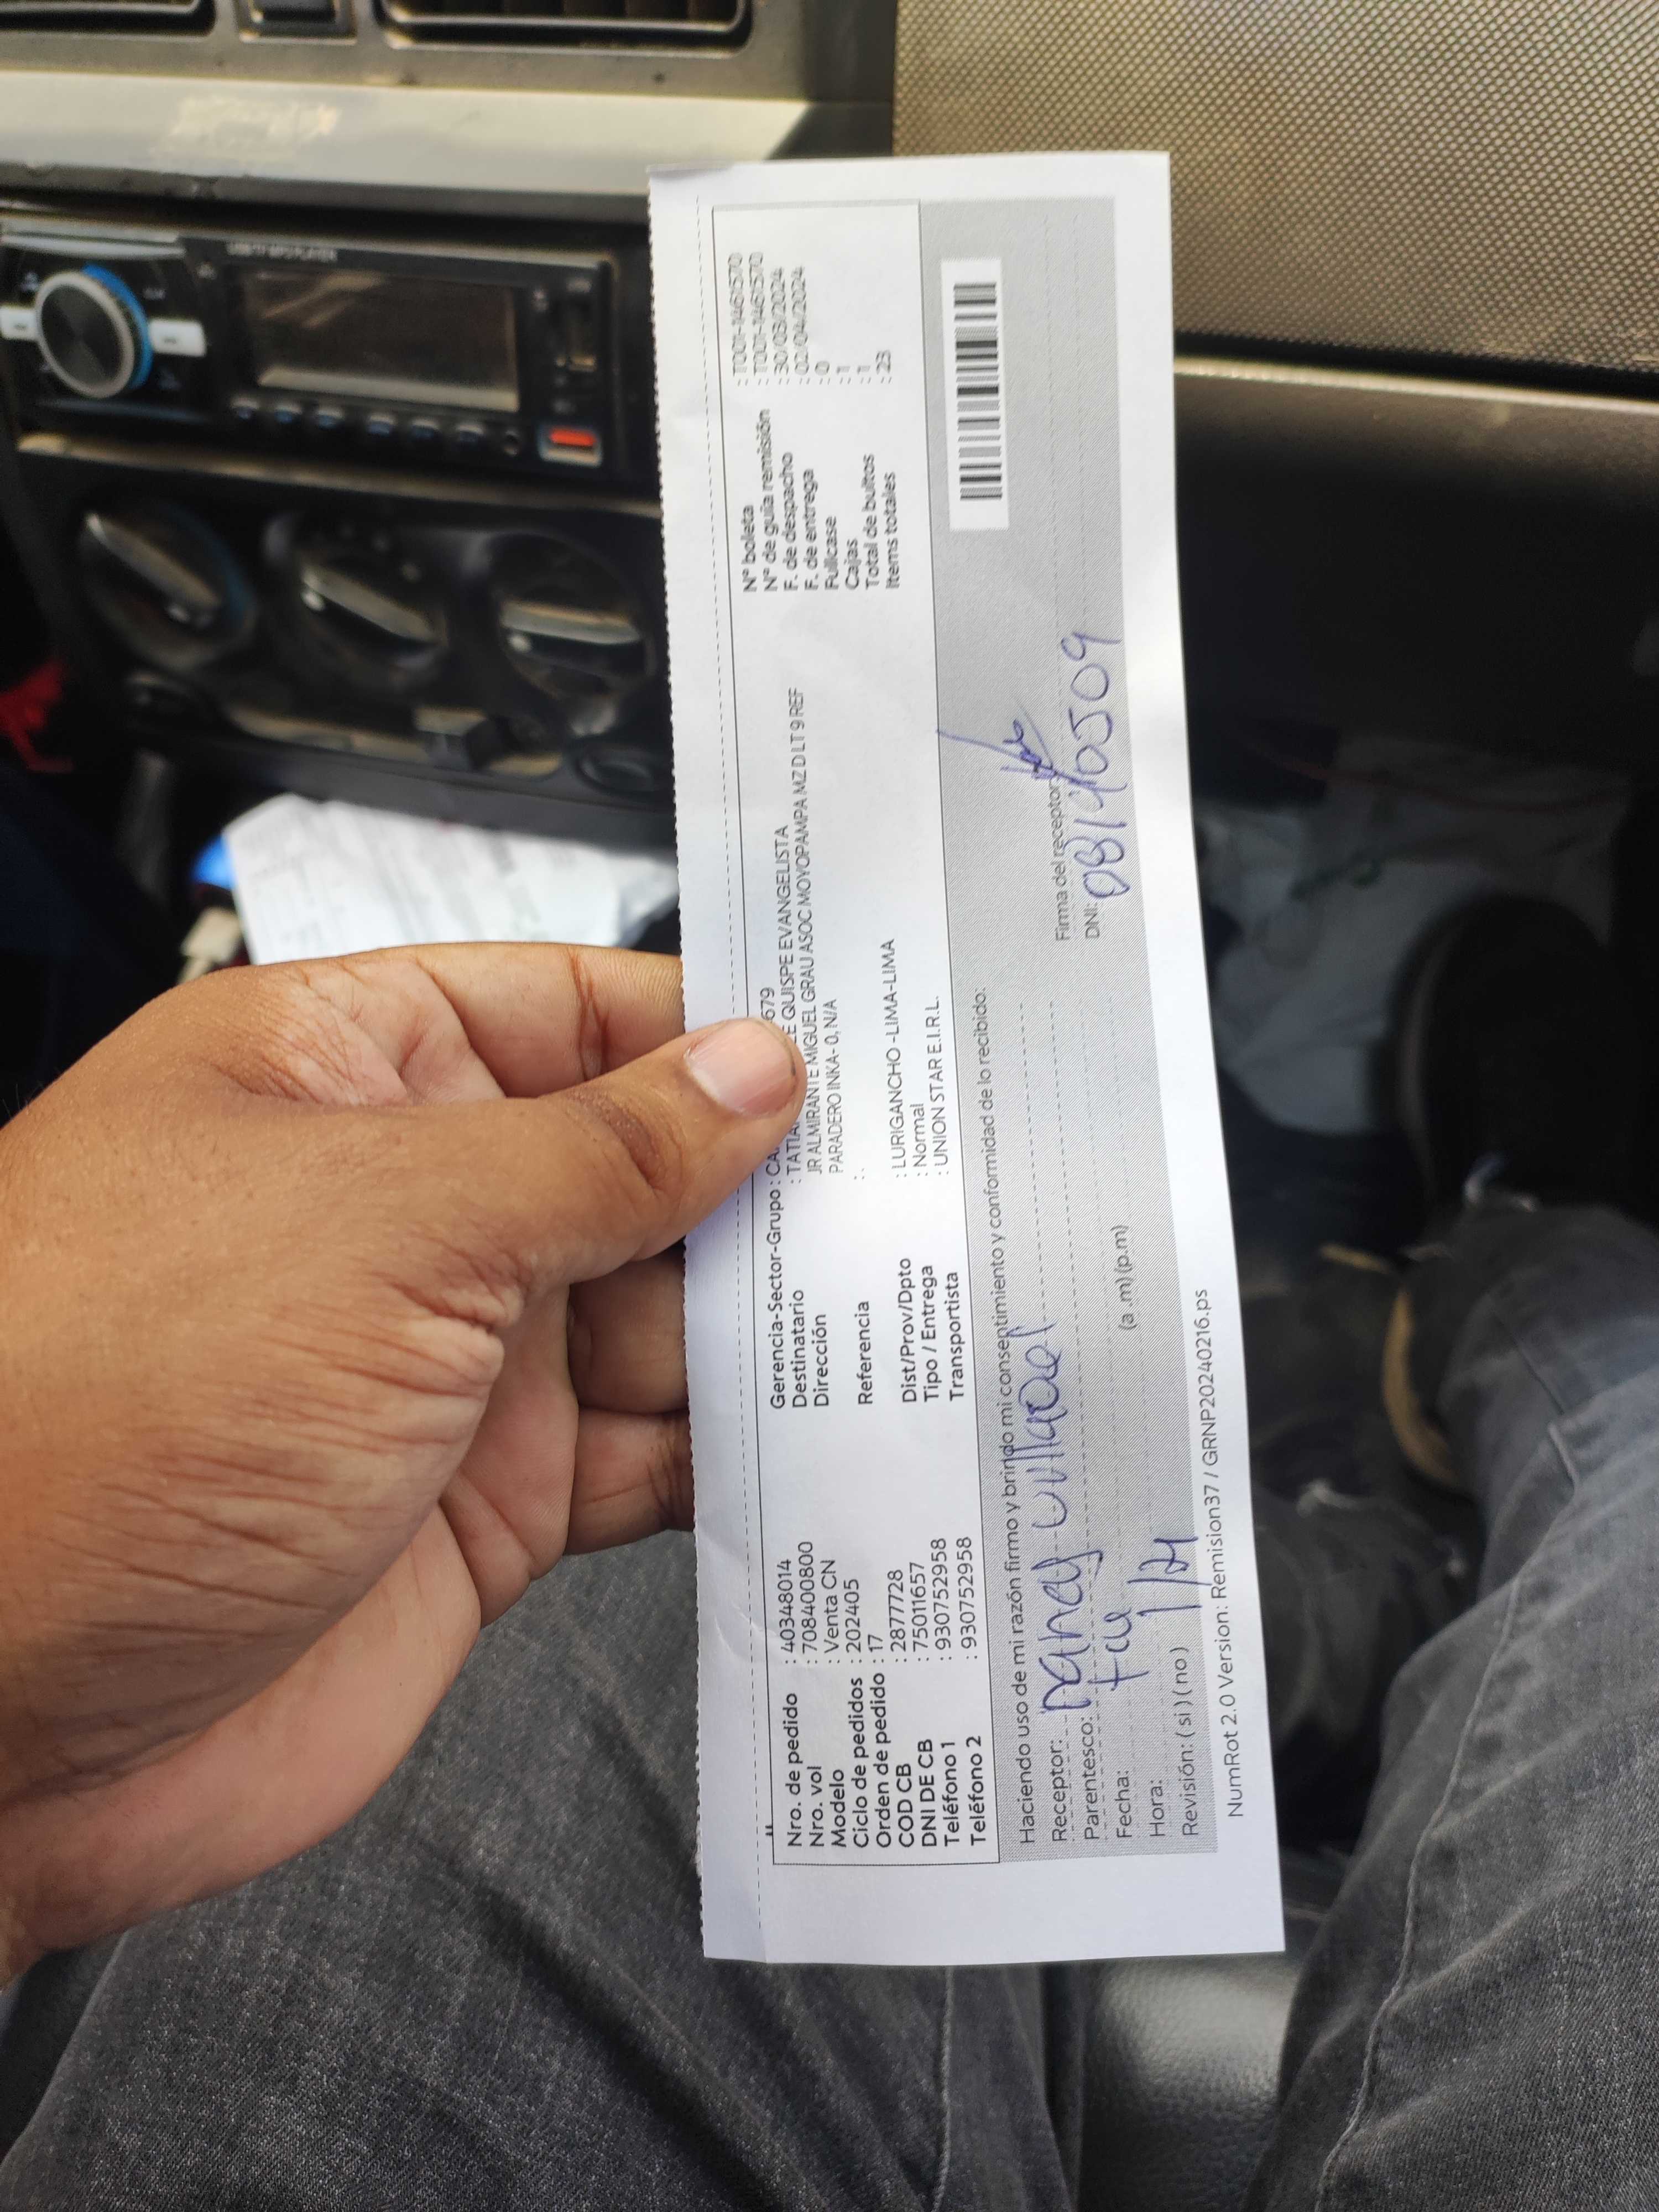 Nro. de pedido : 40348014
Nro. vol : 7084000800
Modelo : Venta CN
Ciclo de pedidos : 202405
Orden de pedido : 17
COD CB : 2877728
DNI DE CB : 75011657
Teléfono 1 : 930752958
Teléfono 2 : 930752958
Gerencia-Sector-Grupo : CA 679
Destinatario : TATIA E QUISPE EVANGELISTA
Dirección : JR ALMIRANTE MIGUEL GRAU ASOC MOYOPAMPA MZ D LT 9 REF
PARADERO INKA- 0, N/A
Referencia : .
Dist/Prov/Dpto : LURIGANCHO -LIMA-LIMA
Tipo / Entrega : Normal
Transportista : UNION STAR E.I.R.L.
N° boleta
N° de guía remisión
F. de despacho : 30/03/2024
F. de entrega : 02/04/2024
Fullcase : 0
Cajas : 1
Total de bultos : 1
Items totales : 23
Haciendo uso de mi razón firmo y brindo mi consentimiento y conformidad de lo recibido:
Receptor:
Parentesco:
Fecha:
Hora: (a .m) (p.m)
Revisión: ( si ) ( no )
Firma del receptor:
DNI:
NumRot 2.0 Version: Remision37 / GRNP20240216.ps